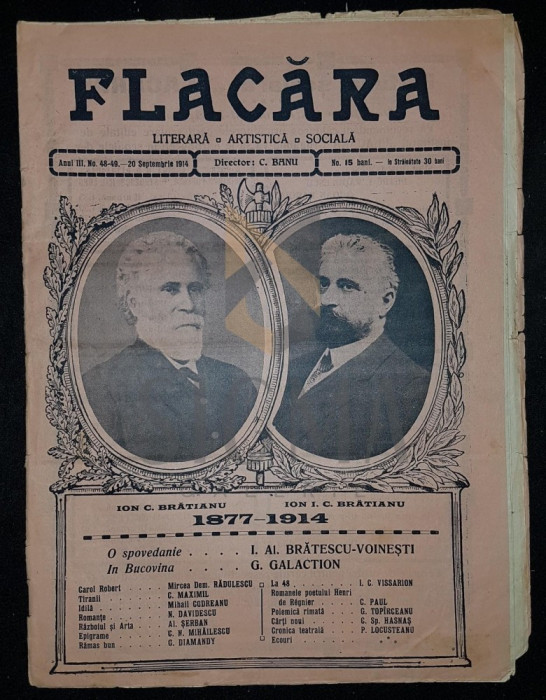 FLACĂRA
LITERARĂ ▫ ARTISTICĂ ▫ SOCIALĂ
Anul III, No. 48-49.—20 Septembrie 1914
Director: C. BANU
No. 15 bani. — In Străinătate 30 bani
ION C. BRĂTIANU
ION I. C. BRĂTIANU
1877-1914
O spovedanie . . . . I. Al. BRĂTESCU-VOINEȘTI
In Bucovina . . . . . G. GALACTION
Carol Robert . . . . Mircea Dem. RĂDULESCU
Tiranii . . . . . . . C. MAXIMIL
Idilă . . . . . . . . Mihail CODREANU
Romanțe . . . . . . N. DAVIDESCU
Războiul și Arta . . . Al. ȘERBAN
Epigrame . . . . . . C. N. MIHĂILESCU
Rămas bun . . . . . . G. DIAMANDY
La 48 . . . . . . . I. C. VISSARION
Romanele poetului Henri
de Régnier . . . . C. PAUL
Polemică rimată . . . G. TOPÎRCEANU
Cărți noui . . . . . C. Sp. HASNAȘ
Cronica teatrală . . . P. LOCUSTEANU
Ecouri . . . . . . . * * *